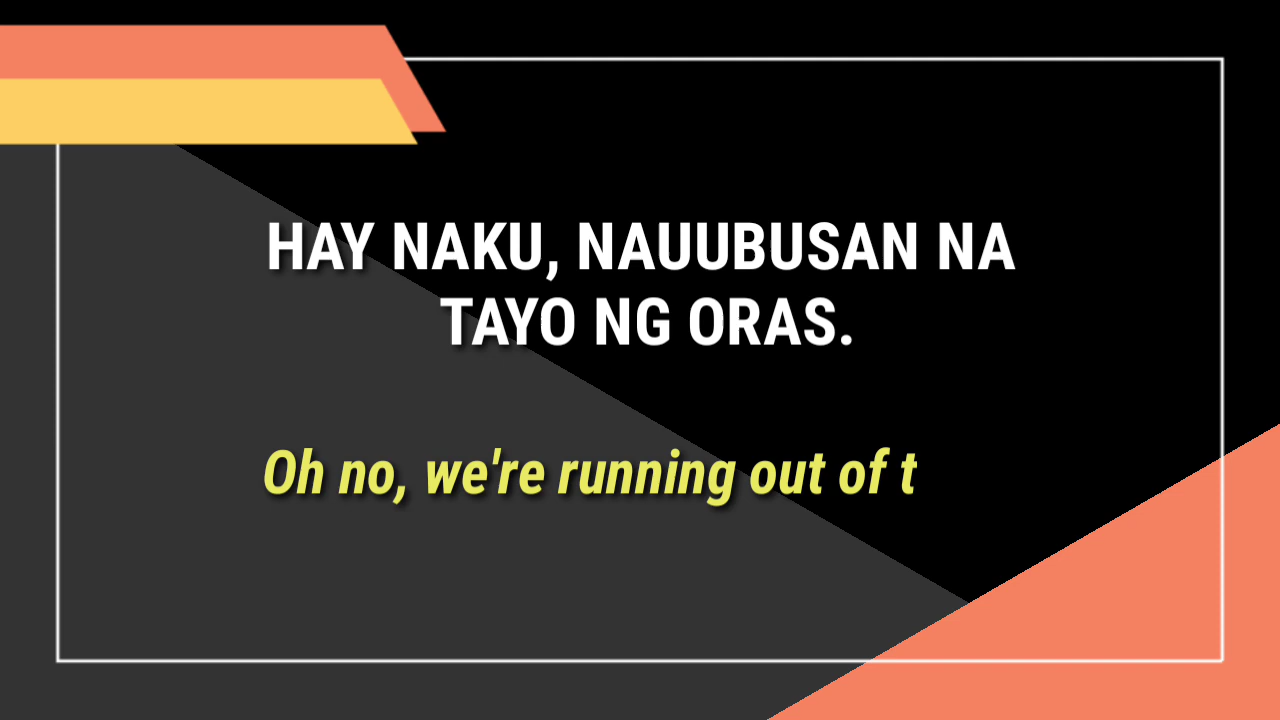 HAY NAKU, NAUUBUSAN NA
TAYO NG ORAS.
Oh no, we're running out of t